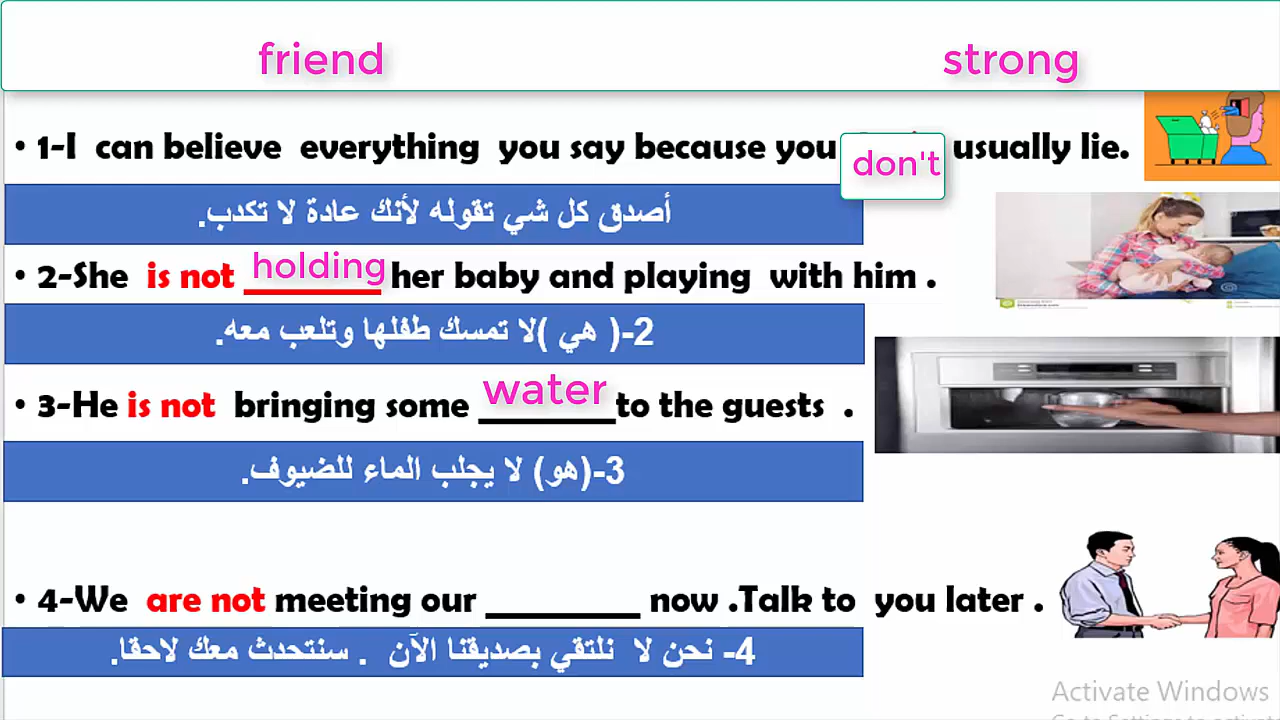 friend strong
• 1-I can believe everything you say because you don't usually lie.
أصدق كل شي تقوله لأنك عادة لا تكدب.
• 2-She is not holding her baby and playing with him .
2-( هي )لا تمسك طفلها وتلعب معه.
• 3-He is not bringing some water to the guests .
3-(هو) لا يجلب الماء للضيوف.
• 4-We are not meeting our ________ now .Talk to you later .
4- نحن لا نلتقي بصديقنا الآن . سنتحدث معك لاحقا.
Activate Windows